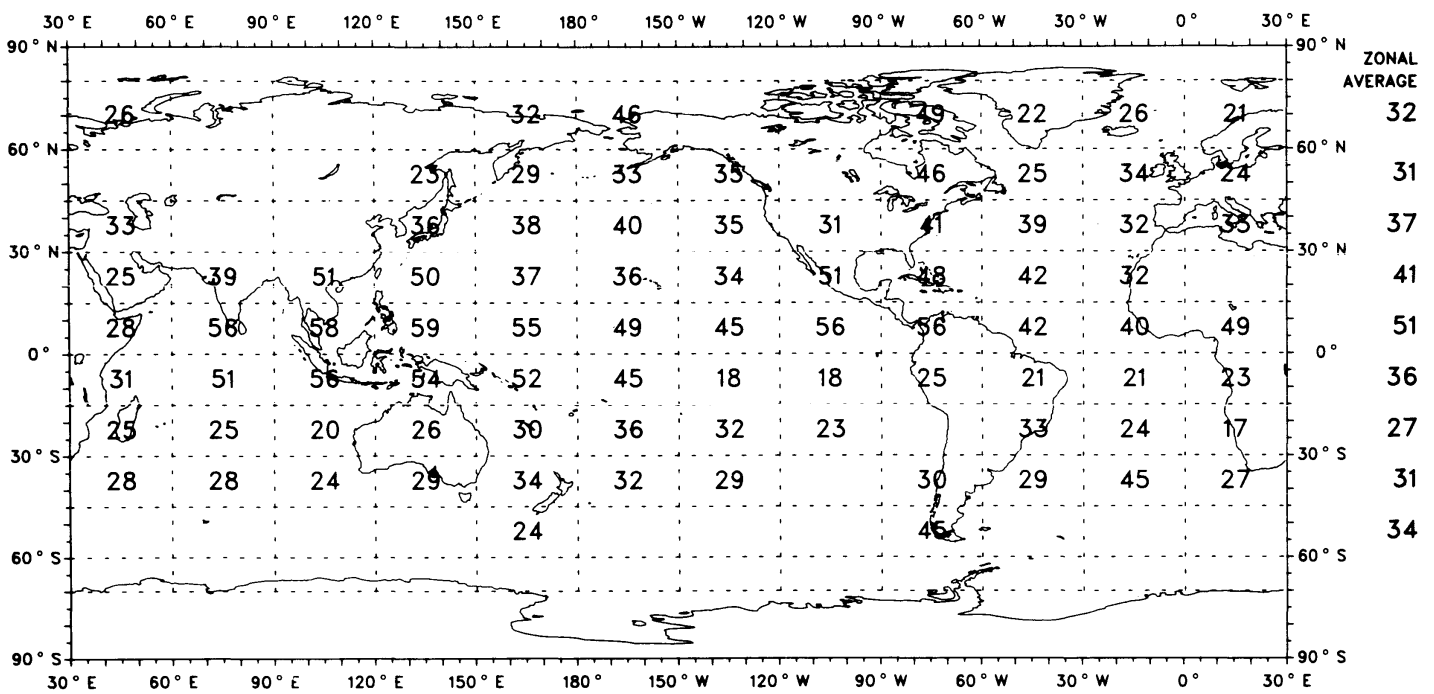 30° E 60° E 90° E 120° E 150° E 180° 150° W 120° W 90° W 60° W 30° W 0° 30° E
90° N 90° N
ZONAL
AVERAGE
26 32 46 49 22 26 21 32
60° N 60° N
23 29 33 35 46 25 34 24 31
33 36 38 40 35 31 41 39 32 35 37
30° N 30° N
25 39 51 50 37 36 34 51 48 42 32 41
28 56 58 59 55 49 45 56 56 42 40 49 51
0° 0°
31 51 56 54 52 45 18 18 25 21 21 23 36
25 25 20 26 30 36 32 23 33 24 17 27
30° S 30° S
28 28 24 29 34 32 29 30 29 45 27 31
24 45 34
60° S 60° S
90° S 90° S
30° E 60° E 90° E 120° E 150° E 180° 150° W 120° W 90° W 60° W 30° W 0° 30° E